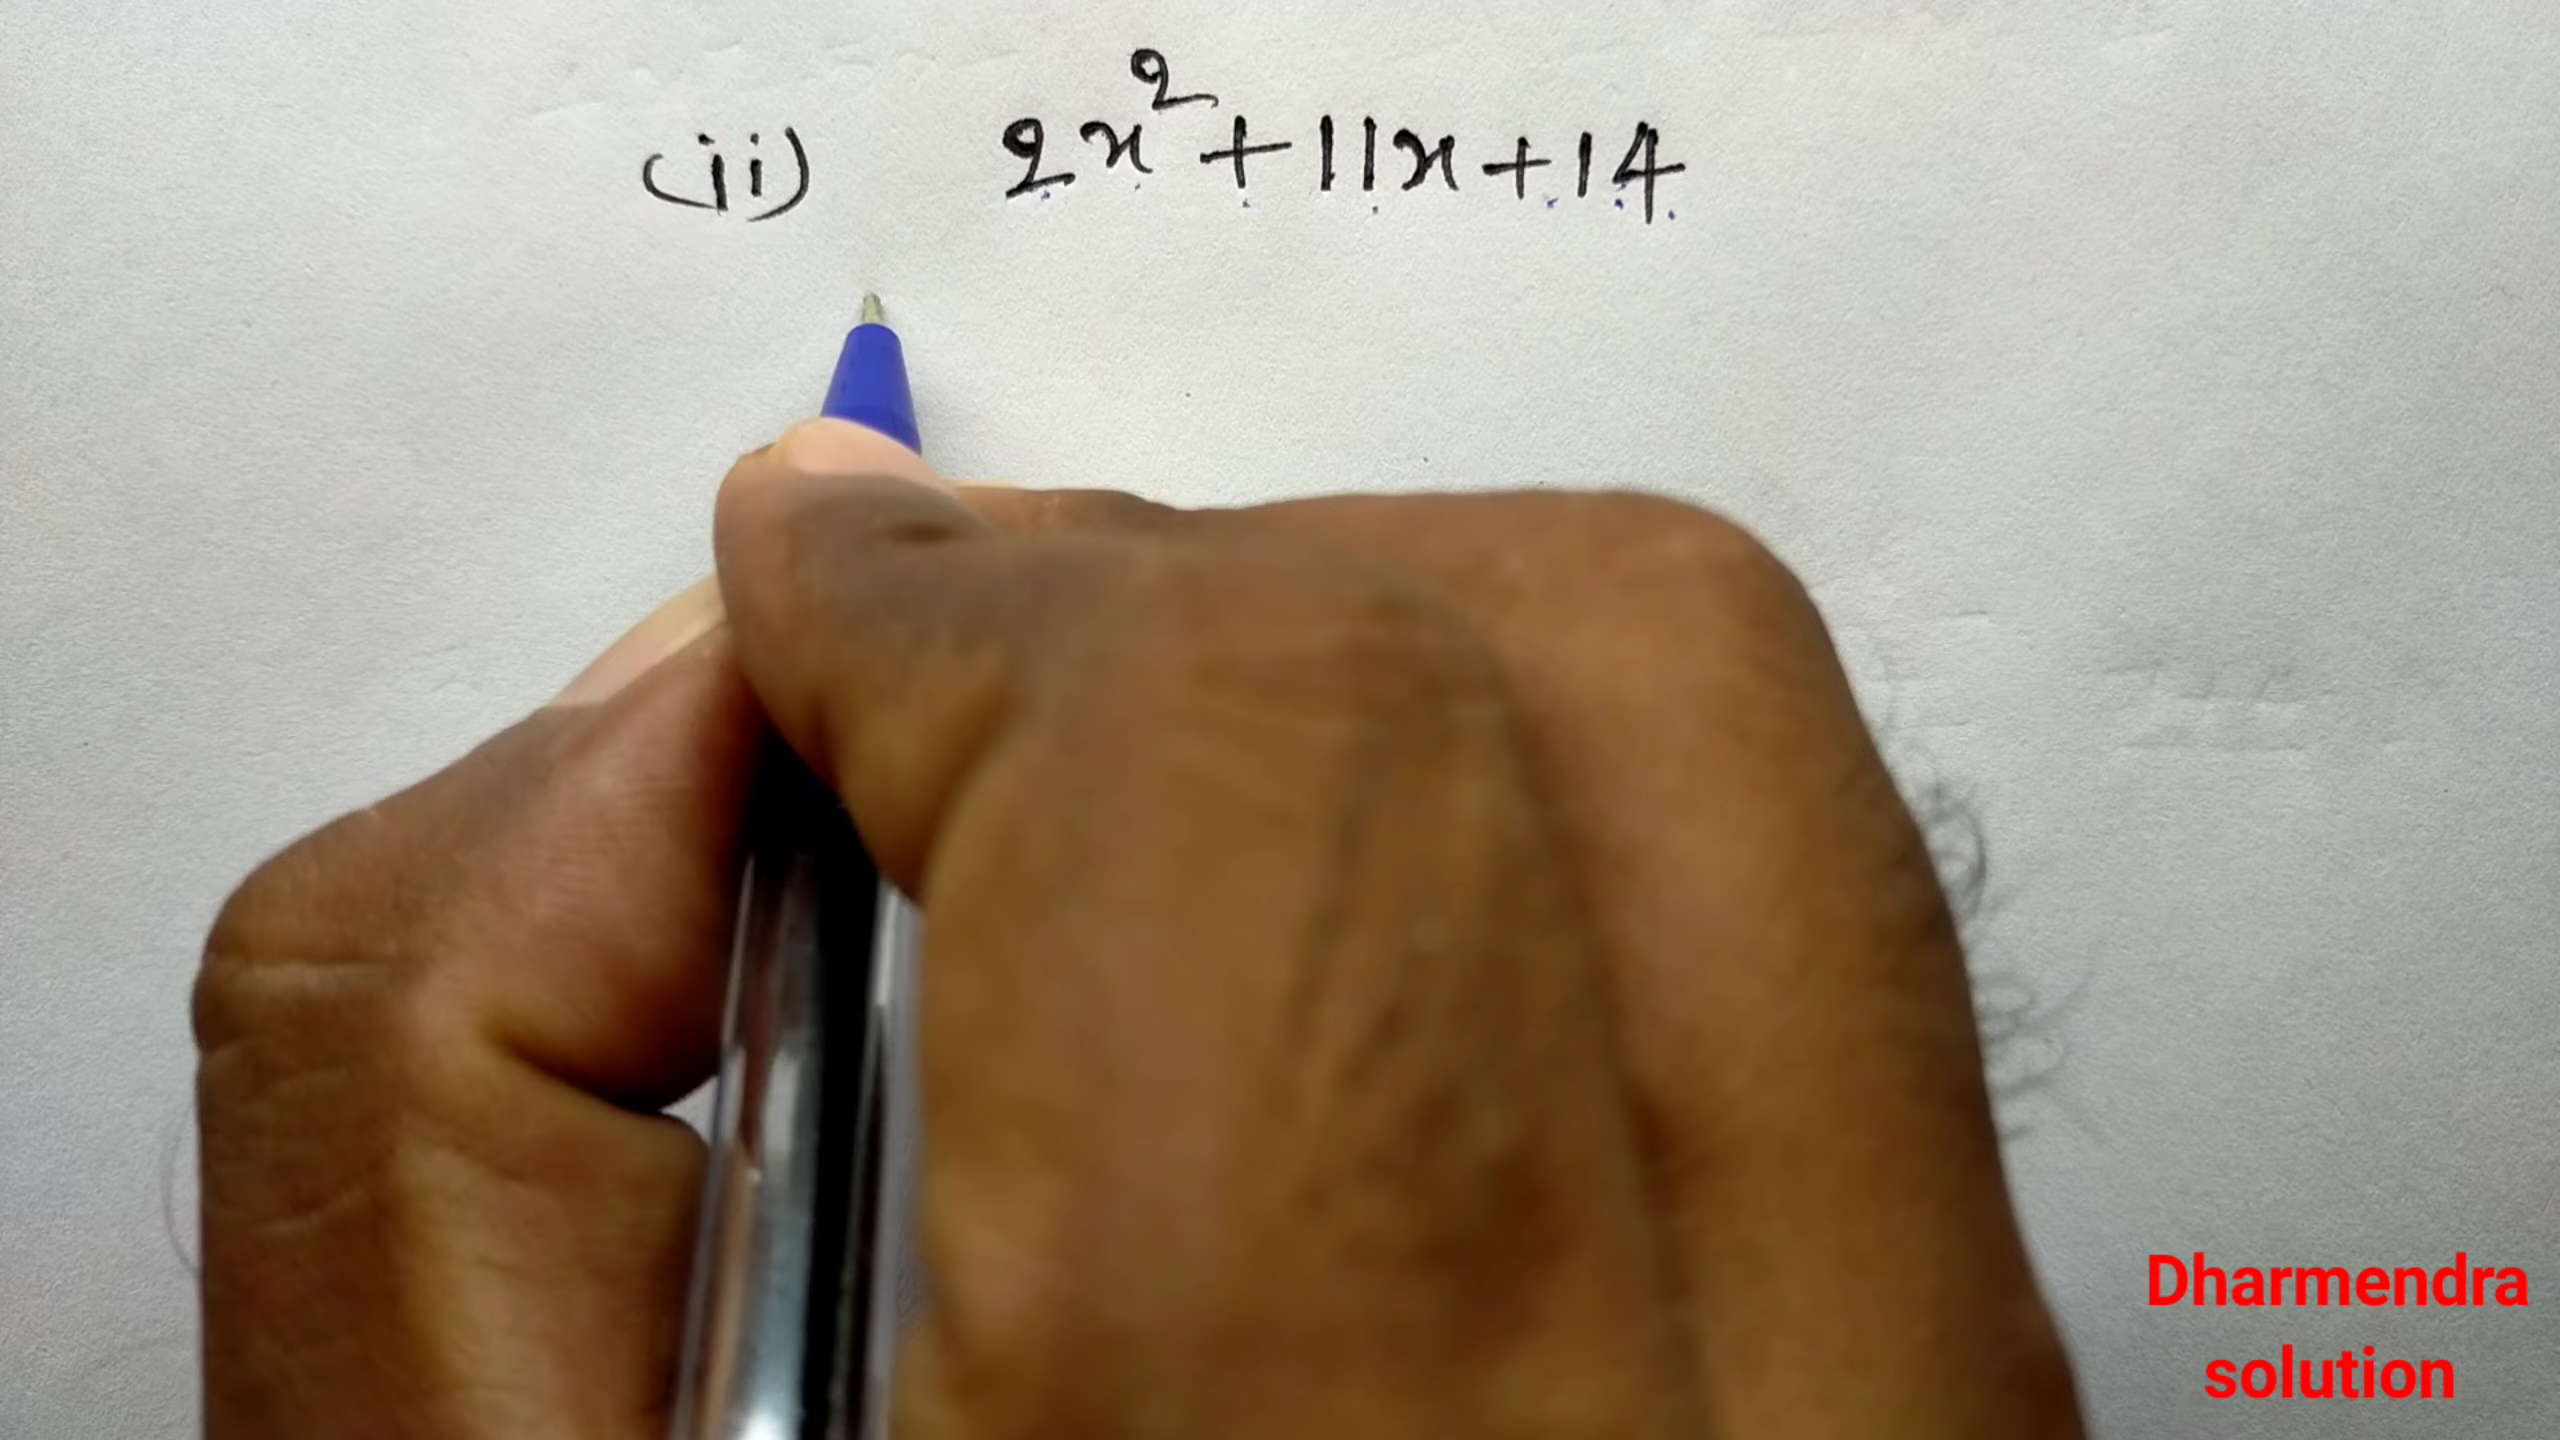 (ii) 2x² + 11x + 14
Dharmendra
solution